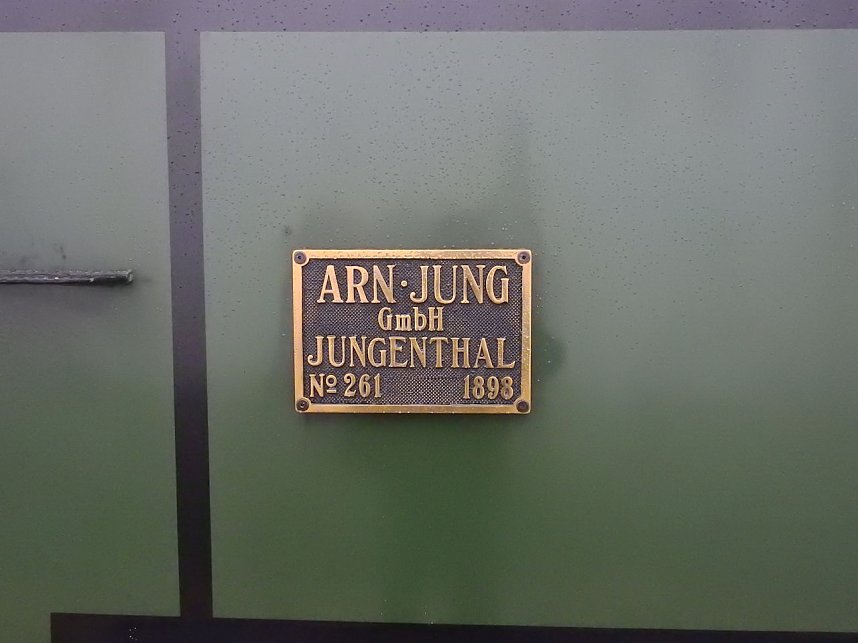 ARN·JUNG
GmbH
JUNGENTHAL
Nº 261 1898